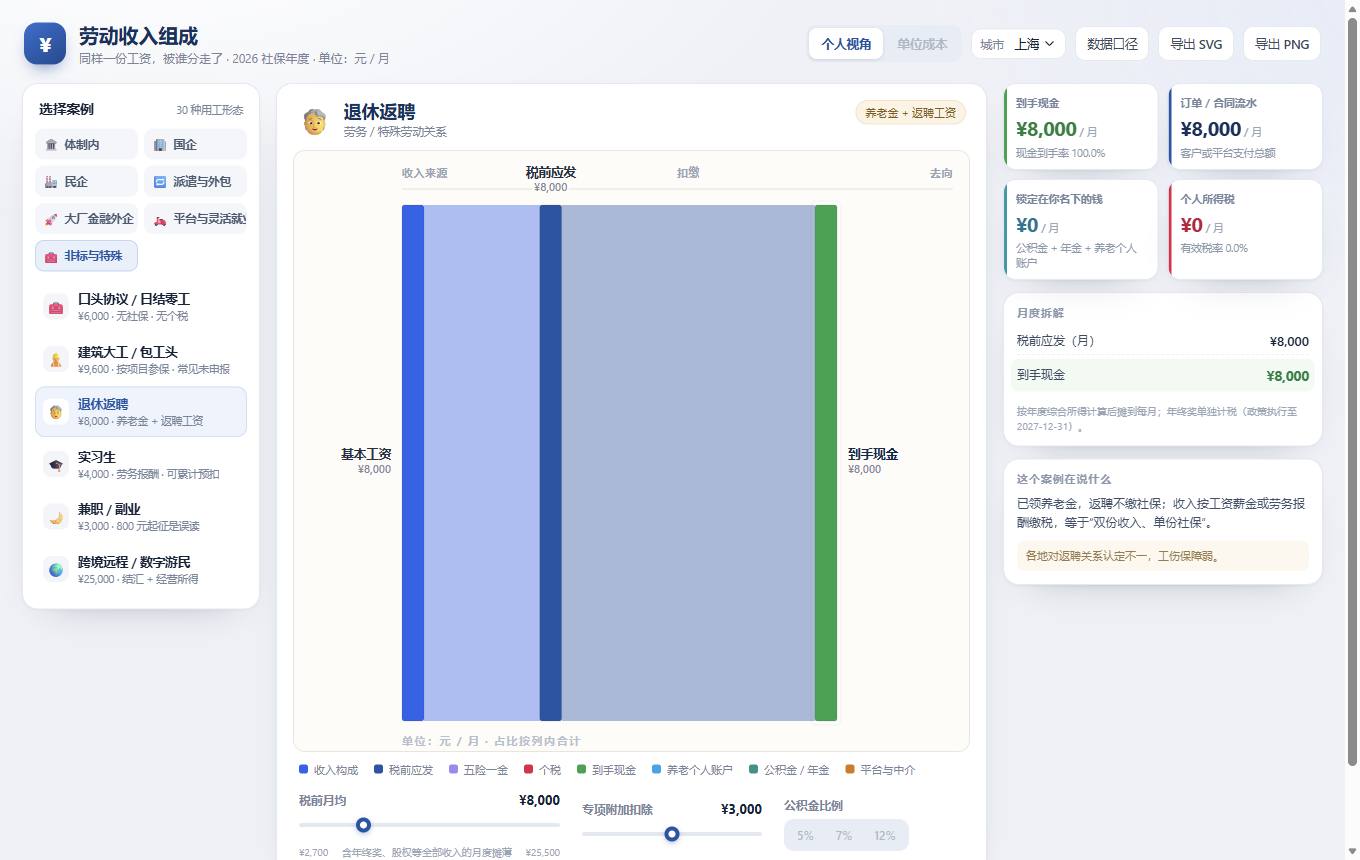 ¥
劳动收入组成
同样一份工资，被谁分走了 · 2026 社保年度 · 单位：元 / 月
个人视角
单位成本
城市
上海
数据口径
导出 SVG
导出 PNG
选择案例
30 种用工形态
体制内
国企
民企
派遣与外包
大厂金融外企
平台与灵活就业
非标与特殊
口头协议 / 日结零工
¥6,000 · 无社保 · 无个税
建筑大工 / 包工头
¥9,600 · 按项目参保 · 常见未申报
退休返聘
¥8,000 · 养老金 + 返聘工资
实习生
¥4,000 · 劳务报酬 · 可累计预扣
兼职 / 副业
¥3,000 · 800 元起征是误读
跨境远程 / 数字游民
¥25,000 · 结汇 + 经营所得
退休返聘
劳务 / 特殊劳动关系
养老金 + 返聘工资
收入来源
税前应发
¥8,000
扣缴
去向
基本工资
¥8,000
到手现金
¥8,000
单位：元 / 月 · 占比按列内合计
收入构成
税前应发
五险一金
个税
到手现金
养老个人账户
公积金 / 年金
平台与中介
税前月均
¥8,000
¥2,700
含年终奖、股权等全部收入的月度摊薄
¥25,500
专项附加扣除
¥3,000
公积金比例
5%
7%
12%
到手现金
¥8,000 / 月
现金到手率 100.0%
订单 / 合同流水
¥8,000 / 月
客户或平台支付总额
锁定在你名下的钱
¥0 / 月
公积金 + 年金 + 养老个人
账户
个人所得税
¥0 / 月
有效税率 0.0%
月度拆解
税前应发（月）
¥8,000
到手现金
¥8,000
按年度综合所得计算后摊到每月；年终奖单独计税（政策执行至
2027-12-31）。
这个案例在说什么
已领养老金，返聘不缴社保；收入按工资薪金或劳务报
酬缴税，等于“双份收入、单份社保”。
各地对返聘关系认定不一，工伤保障弱。